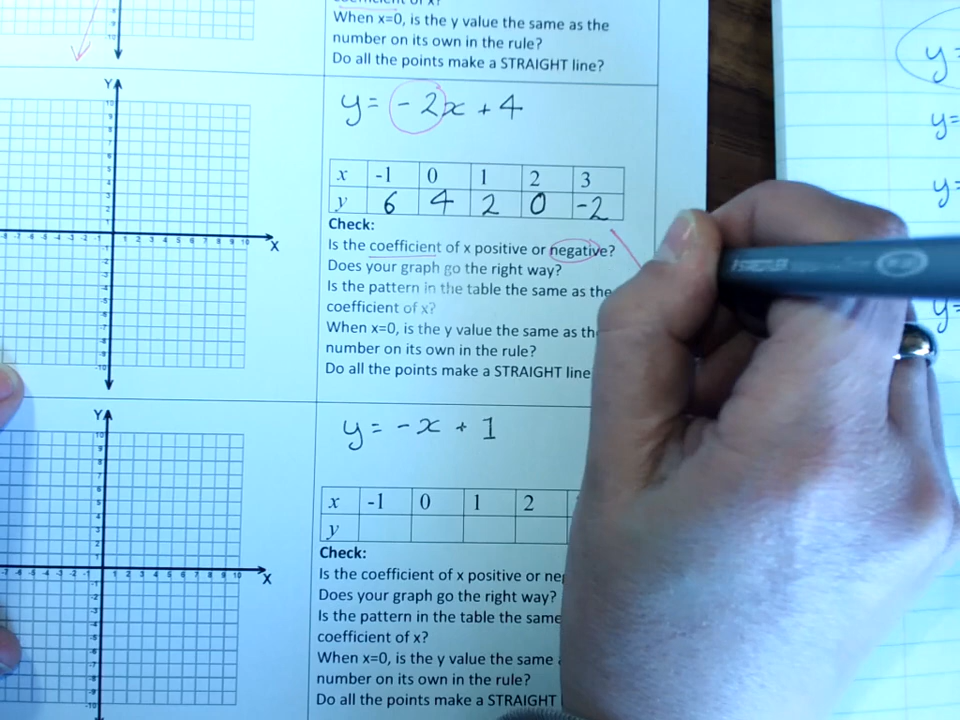 coefficient of x?
When x=0, is the y value the same as the
number on its own in the rule?
Do all the points make a STRAIGHT line?
Y
X
y = -2x + 4
x -1 0 1 2 3
y 6 4 2 0 -2
Check:
Is the coefficient of x positive or negative?
Does your graph go the right way?
Is the pattern in the table the same as the
coefficient of x?
When x=0, is the y value the same as th
number on its own in the rule?
Do all the points make a STRAIGHT line
Y
X
y = -x + 1
x -1 0 1 2
y
Check:
Is the coefficient of x positive or neg
Does your graph go the right way?
Is the pattern in the table the same
coefficient of x?
When x=0, is the y value the same
number on its own in the rule?
Do all the points make a STRAIGHT
y=
y=
y=
y=
STAEDTLER